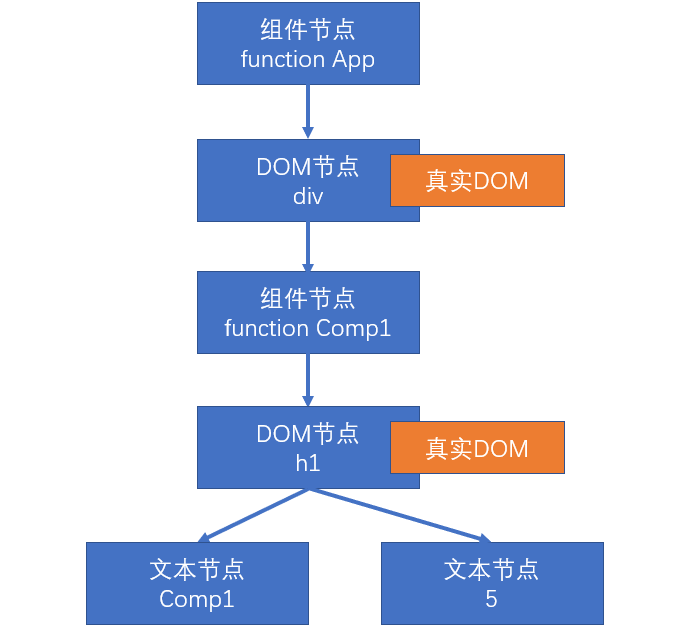 组件节点
function App
DOM节点
div
真实DOM
组件节点
function Comp1
DOM节点
h1
真实DOM
文本节点
Comp1
文本节点
5